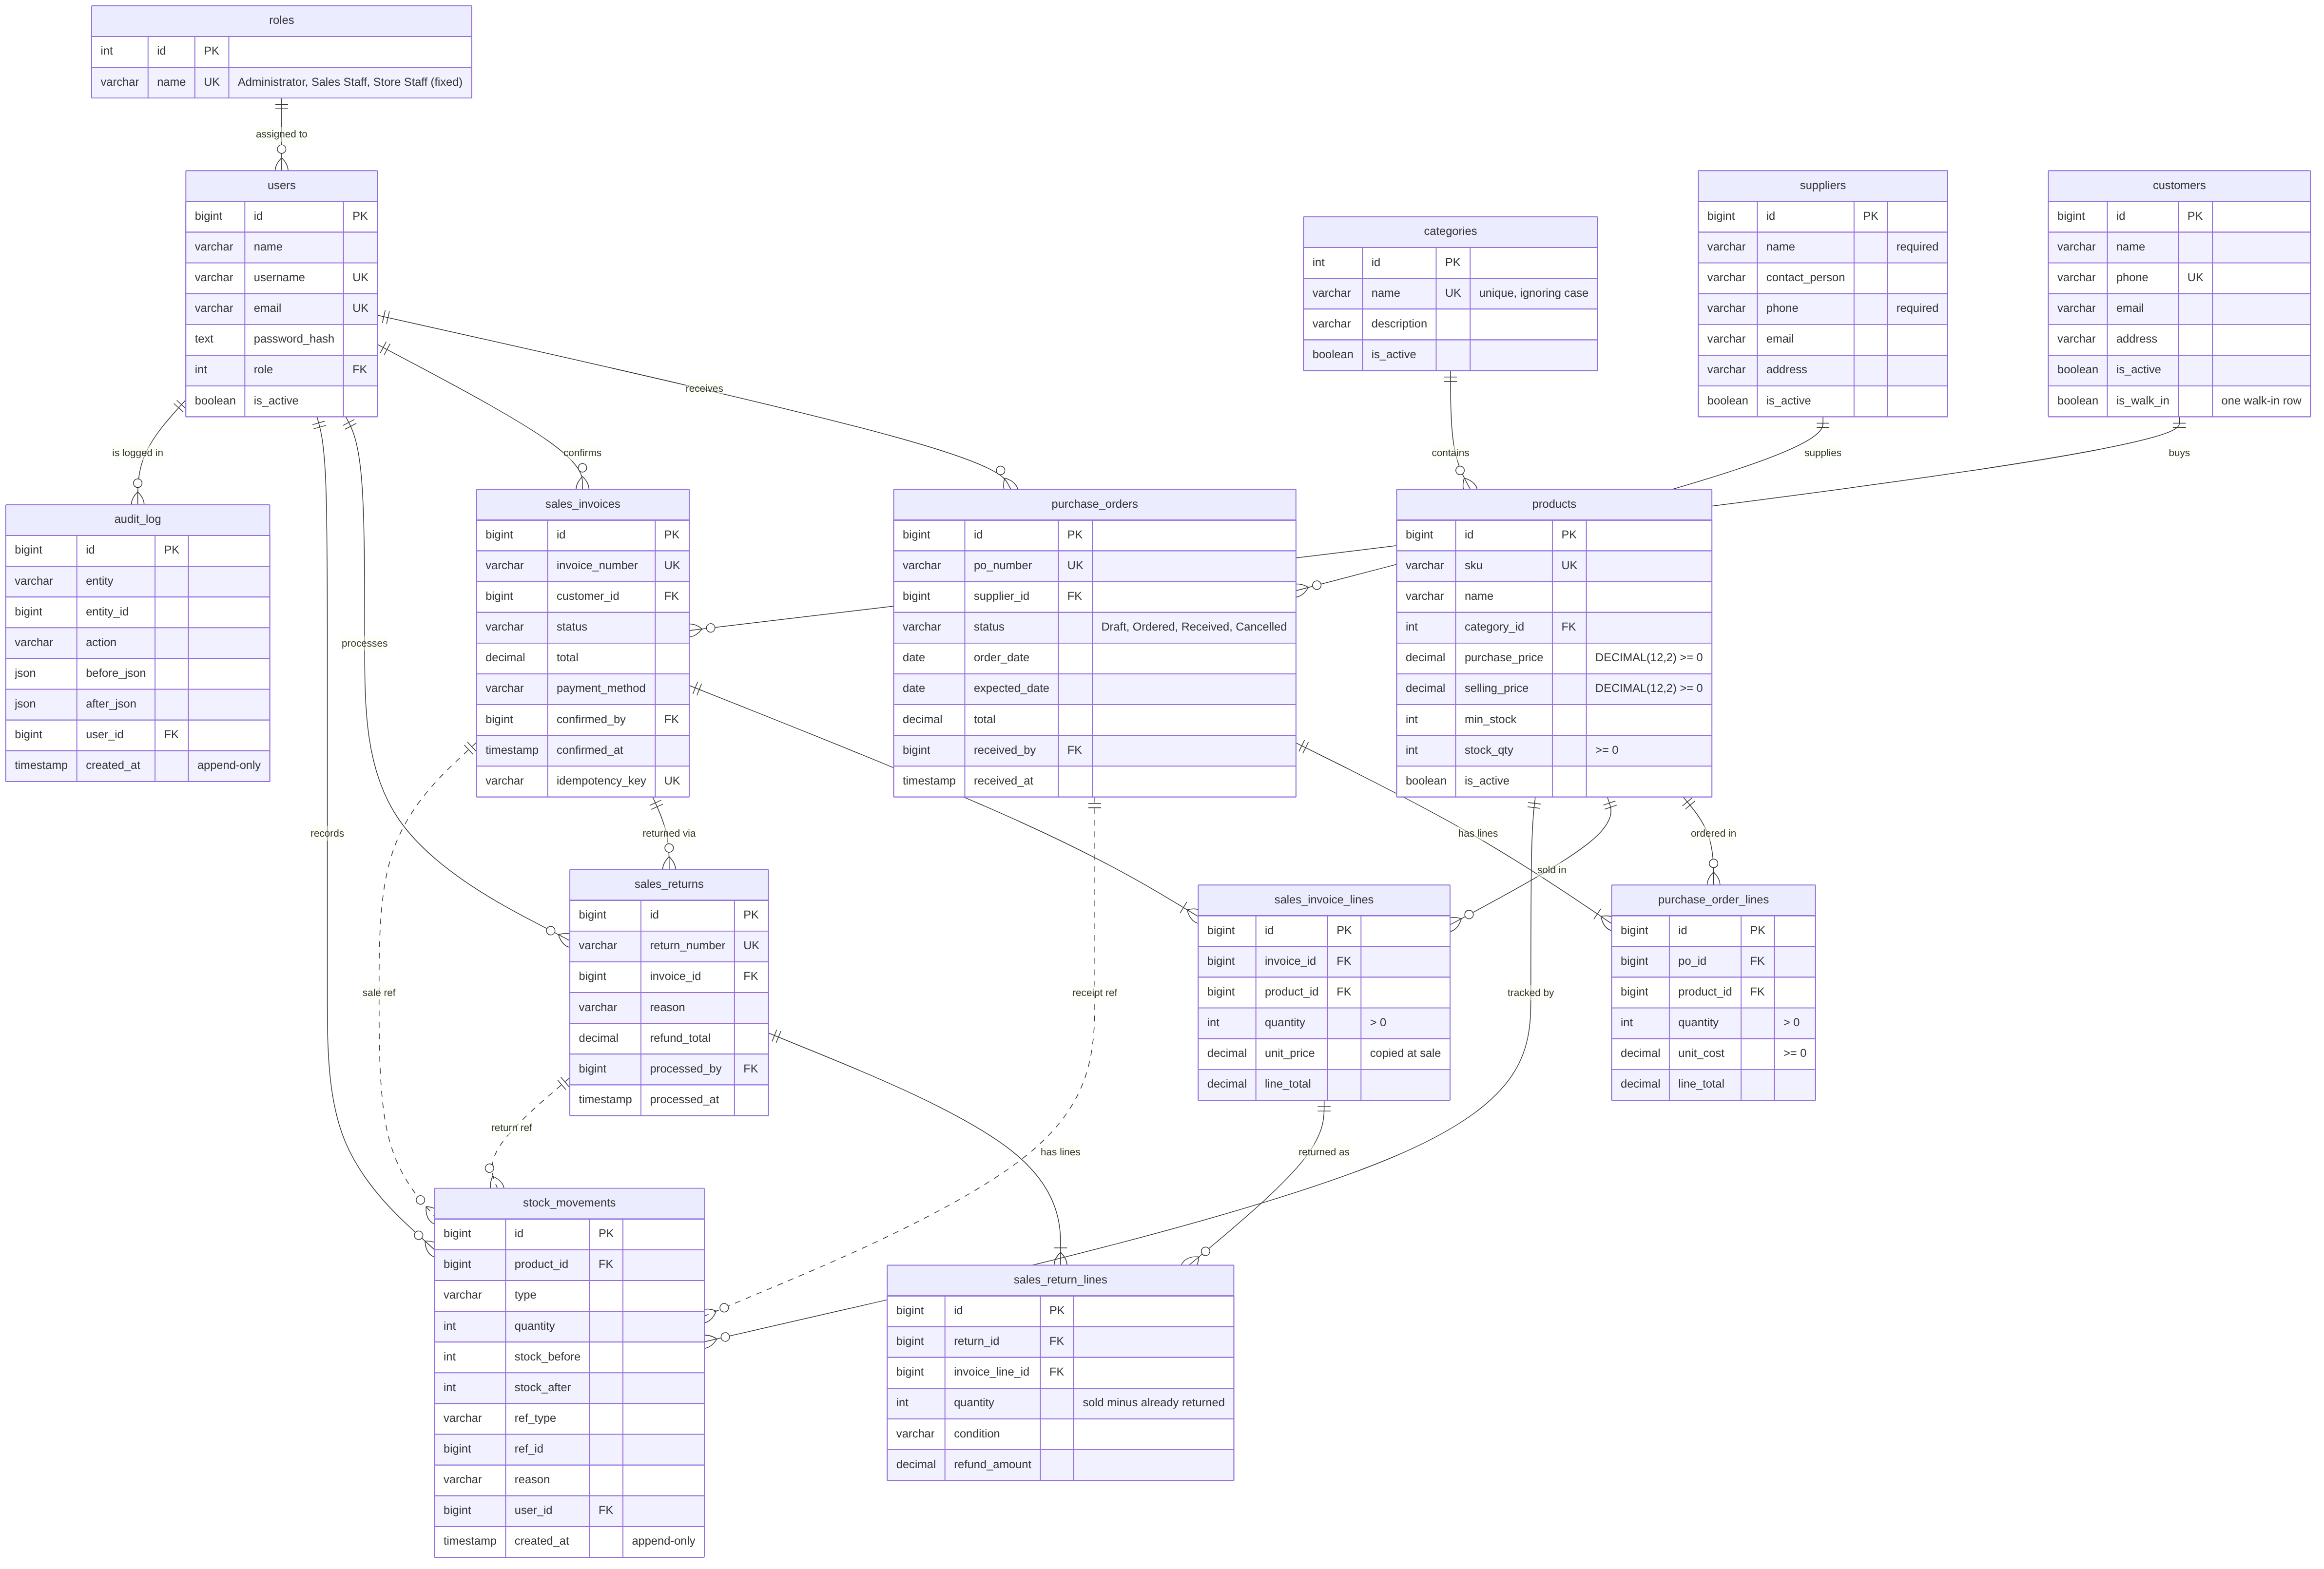 roles
int id PK
varchar name UK Administrator, Sales Staff, Store Staff (fixed)
assigned to
users
bigint id PK
varchar name
varchar username UK
varchar email UK
text password_hash
int role FK
boolean is_active
categories
int id PK
varchar name UK unique, ignoring case
varchar description
boolean is_active
suppliers
bigint id PK
varchar name required
varchar contact_person
varchar phone required
varchar email
varchar address
boolean is_active
customers
bigint id PK
varchar name
varchar phone UK
varchar email
varchar address
boolean is_active
boolean is_walk_in one walk-in row
receives
is logged in
confirms
contains
supplies
buys
audit_log
bigint id PK
varchar entity
bigint entity_id
varchar action
json before_json
json after_json
bigint user_id FK
timestamp created_at append-only
sales_invoices
bigint id PK
varchar invoice_number UK
bigint customer_id FK
varchar status
decimal total
varchar payment_method
bigint confirmed_by FK
timestamp confirmed_at
varchar idempotency_key UK
purchase_orders
bigint id PK
varchar po_number UK
bigint supplier_id FK
varchar status Draft, Ordered, Received, Cancelled
date order_date
date expected_date
decimal total
bigint received_by FK
timestamp received_at
products
bigint id PK
varchar sku UK
varchar name
int category_id FK
decimal purchase_price DECIMAL(12,2) >= 0
decimal selling_price DECIMAL(12,2) >= 0
int min_stock
int stock_qty >= 0
boolean is_active
processes
records
returned via
has lines
ordered in
sold in
sales_returns
bigint id PK
varchar return_number UK
bigint invoice_id FK
varchar reason
decimal refund_total
bigint processed_by FK
timestamp processed_at
sales_invoice_lines
bigint id PK
bigint invoice_id FK
bigint product_id FK
int quantity > 0
decimal unit_price copied at sale
decimal line_total
purchase_order_lines
bigint id PK
bigint po_id FK
bigint product_id FK
int quantity > 0
decimal unit_cost >= 0
decimal line_total
sale ref
receipt ref
tracked by
return ref
has lines
returned as
stock_movements
bigint id PK
bigint product_id FK
varchar type
int quantity
int stock_before
int stock_after
varchar ref_type
bigint ref_id
varchar reason
bigint user_id FK
timestamp created_at append-only
sales_return_lines
bigint id PK
bigint return_id FK
bigint invoice_line_id FK
int quantity sold minus already returned
varchar condition
decimal refund_amount